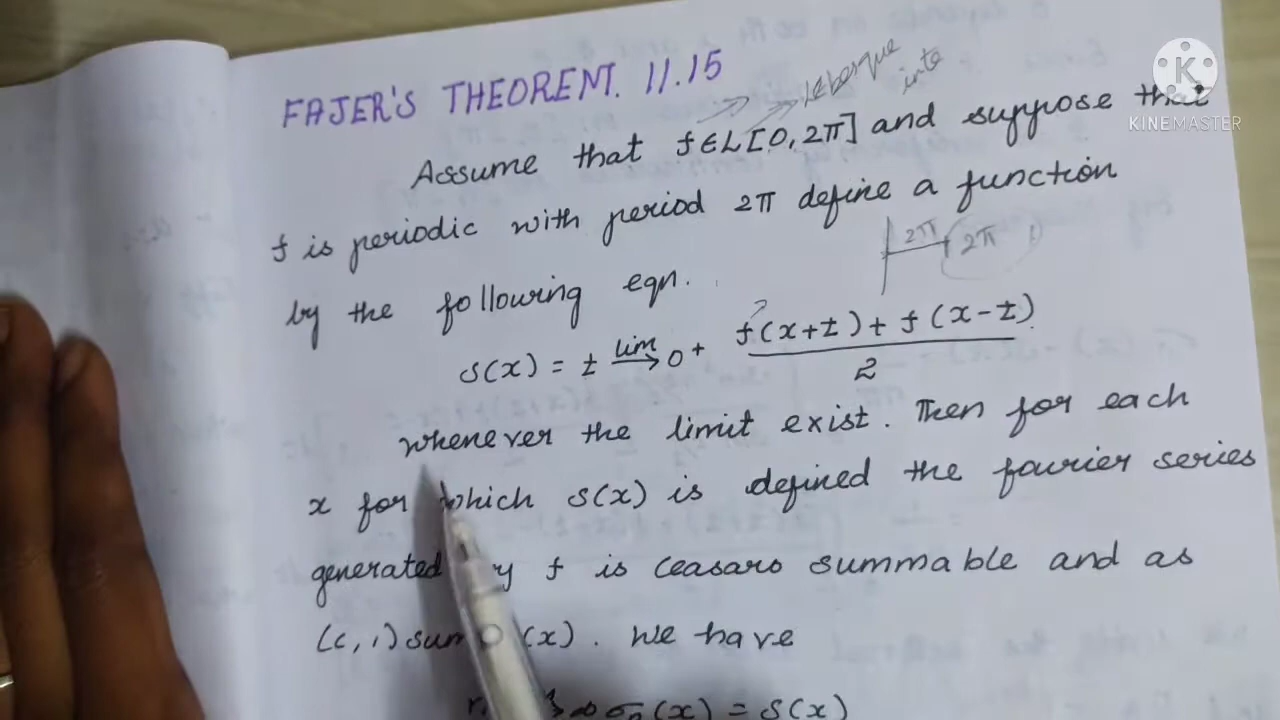 FAJER'S THEOREM. 11.15
lebesque
inte
KINEMASTER
Assume that f∈L[0,2π] and suppose that
f is periodic with period 2π define a function
2π 2π
by the following eqn.
s(x) = t lim→ 0+ f(x+t) + f(x-t) / 2
whenever the limit exist. Then for each
x for which s(x) is defined the fourier series
generated by f is ceasaro summable and as
(c,1) sum (x). We have
σn(x) = s(x)